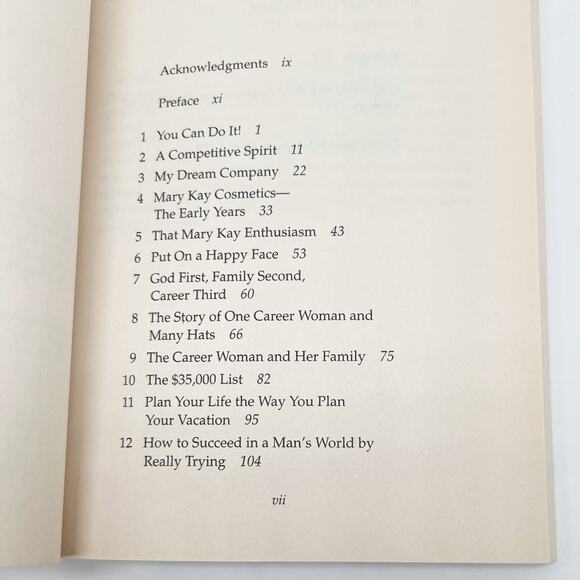 Acknowledgments ix
Preface xi
1 You Can Do It! 1
2 A Competitive Spirit 11
3 My Dream Company 22
4 Mary Kay Cosmetics—
The Early Years 33
5 That Mary Kay Enthusiasm 43
6 Put On a Happy Face 53
7 God First, Family Second,
Career Third 60
8 The Story of One Career Woman and
Many Hats 66
9 The Career Woman and Her Family 75
10 The $35,000 List 82
11 Plan Your Life the Way You Plan
Your Vacation 95
12 How to Succeed in a Man's World by
Really Trying 104
vii